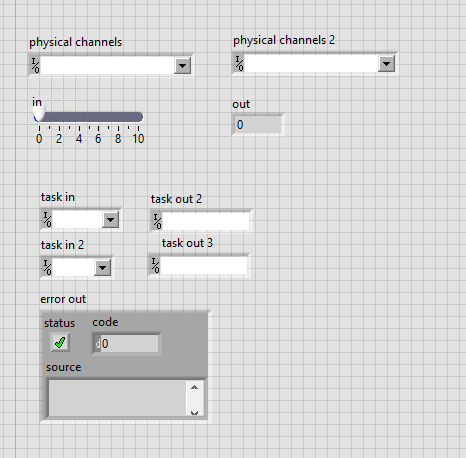 physical channels
physical channels 2
I/O
I/O
in
0 2 4 6 8 10
out
0
task in
task out 2
I/O
I/O
task in 2
task out 3
I/O
I/O
error out
status
code
0
source